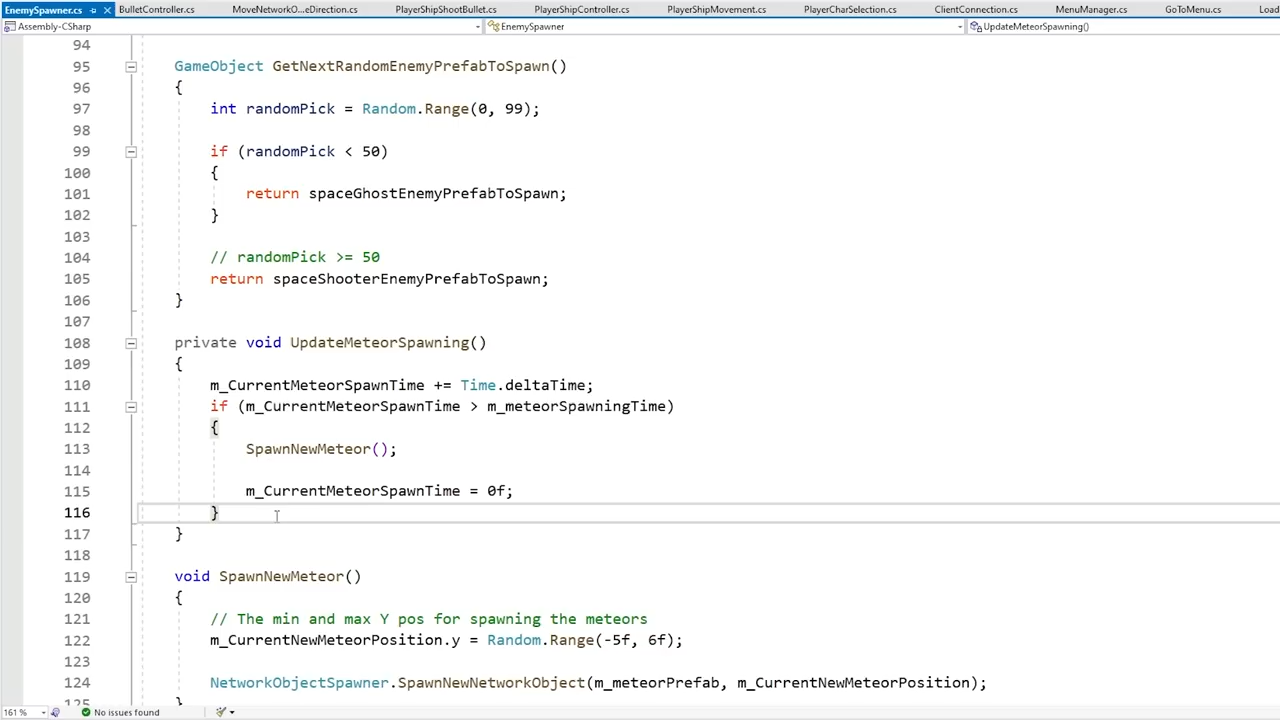 EnemySpawner.cs BulletController.cs MoveNetworkO...eDirection.cs PlayerShipShootBullet.cs PlayerShipController.cs PlayerShipMovement.cs PlayerCharSelection.cs ClientConnection.cs MenuManager.cs GoToMenu.cs Load
Assembly-CSharp EnemySpawner UpdateMeteorSpawning()
94
95 GameObject GetNextRandomEnemyPrefabToSpawn()
96 {
97 int randomPick = Random.Range(0, 99);
98
99 if (randomPick < 50)
100 {
101 return spaceGhostEnemyPrefabToSpawn;
102 }
103
104 // randomPick >= 50
105 return spaceShooterEnemyPrefabToSpawn;
106 }
107
108 private void UpdateMeteorSpawning()
109 {
110 m_CurrentMeteorSpawnTime += Time.deltaTime;
111 if (m_CurrentMeteorSpawnTime > m_meteorSpawningTime)
112 {
113 SpawnNewMeteor();
114
115 m_CurrentMeteorSpawnTime = 0f;
116 }
117 }
118
119 void SpawnNewMeteor()
120 {
121 // The min and max Y pos for spawning the meteors
122 m_CurrentNewMeteorPosition.y = Random.Range(-5f, 6f);
123
124 NetworkObjectSpawner.SpawnNewNetworkObject(m_meteorPrefab, m_CurrentNewMeteorPosition);
125 }
161 % No issues found